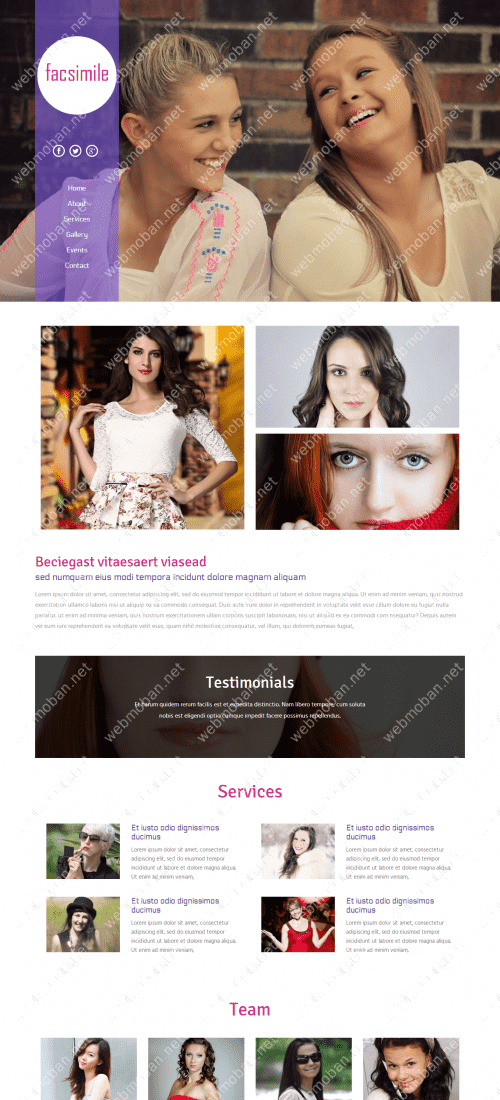 facsimile
Home
About
Services
Gallery
Events
Contact
Beciegast vitaesaert viasead
sed numquam eius modi tempora incidunt dolore magnam aliquam
Lorem ipsum dolor sit amet, consectetur adipisicing elit, sed do eiusmod tempor incididunt ut labore et dolore magna aliqua. Ut enim ad minim veniam, quis nostrud
exercitation ullamco laboris nisi ut aliquip ex ea commodo consequat. Duis aute irure dolor in reprehenderit in voluptate velit esse cillum dolore eu fugiat nulla
pariatur. ut enim ad minima veniam, quis nostrum exercitationem ullam corporis suscipit laboriosam, nisi ut aliquid ex ea commodi consequatur? Dequis autem
vel eum iure reprehenderit ea voluptate velit esse, quam nihil molestiae consequatur, vel illum, qui dolorem eumeas fugiat,
Testimonials
Et harum quidem rerum facilis est et expedita distinctio. Nam libero tempore, cum soluta
nobis est eligendi optio cumque impedit facere possimus repellendus.
Services
Et iusto odio dignissimos
ducimus
Lorem ipsum dolor sit amet, consectetur
adipiscing elit, sed do eiusmod tempor
incididunt ut labore et dolore magna aliqua.
Ut enim ad minim veniam,
Et iusto odio dignissimos
ducimus
Lorem ipsum dolor sit amet, consectetur
adipiscing elit, sed do eiusmod tempor
incididunt ut labore et dolore magna aliqua.
Ut enim ad minim veniam,
Et iusto odio dignissimos
ducimus
Lorem ipsum dolor sit amet, consectetur
adipiscing elit, sed do eiusmod tempor
incididunt ut labore et dolore magna aliqua.
Ut enim ad minim veniam,
Et iusto odio dignissimos
ducimus
Lorem ipsum dolor sit amet, consectetur
adipiscing elit, sed do eiusmod tempor
incididunt ut labore et dolore magna aliqua.
Ut enim ad minim veniam,
Team
webmoban.net